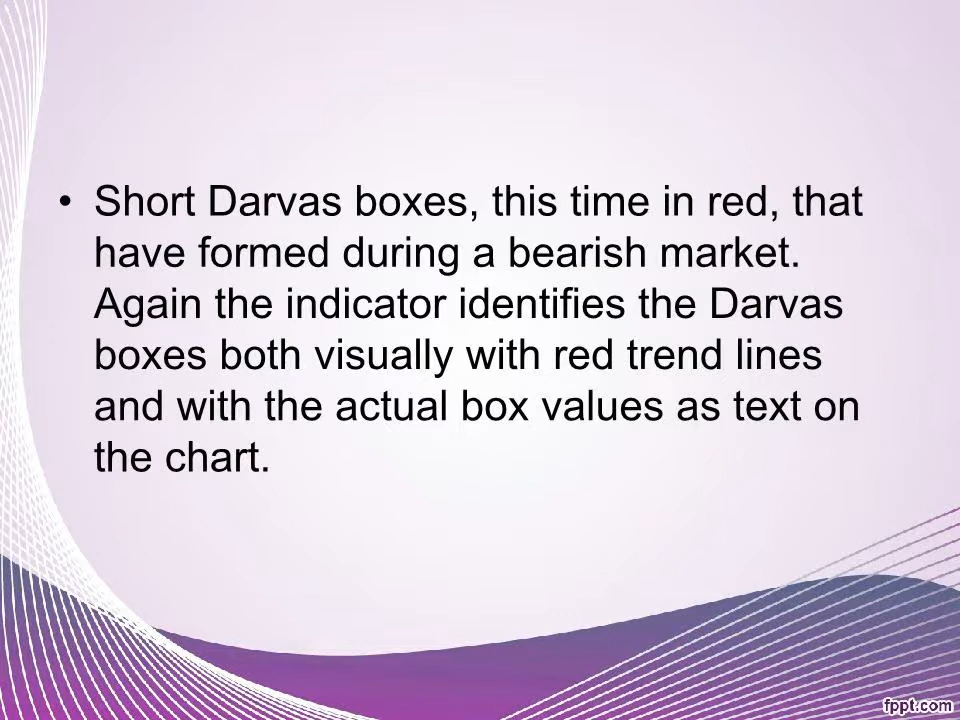 • Short Darvas boxes, this time in red, that
have formed during a bearish market.
Again the indicator identifies the Darvas
boxes both visually with red trend lines
and with the actual box values as text on
the chart.
fppt.com